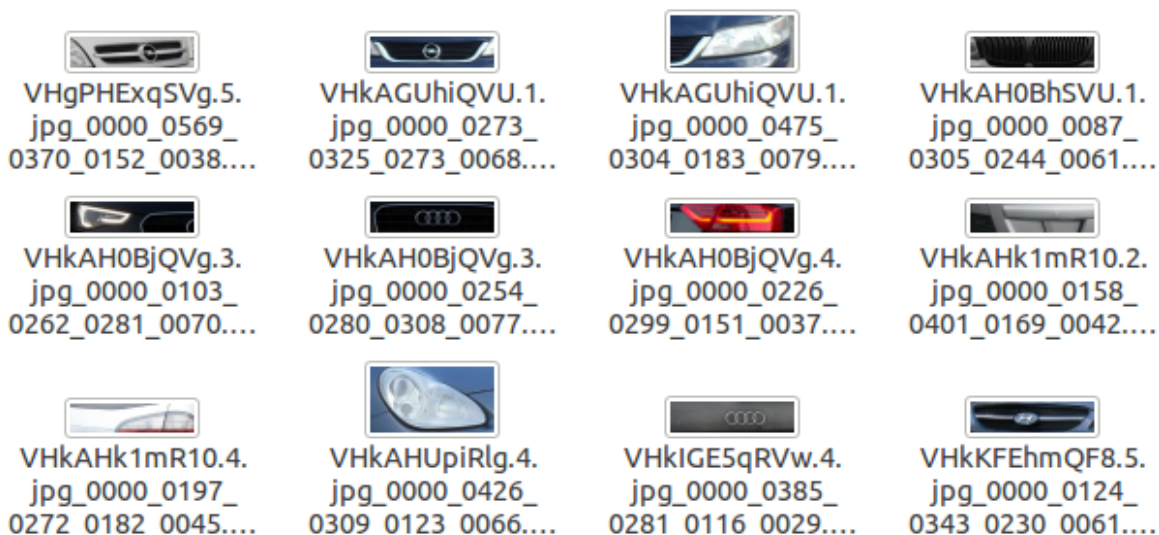 VHgPHExqSVg.5.
jpg_0000_0569_
0370_0152_0038....
VHkAGUhiQVU.1.
jpg_0000_0273_
0325_0273_0068....
VHkAGUhiQVU.1.
jpg_0000_0475_
0304_0183_0079....
VHkAH0BhSVU.1.
jpg_0000_0087_
0305_0244_0061....
VHkAH0BjQVg.3.
jpg_0000_0103_
0262_0281_0070....
VHkAH0BjQVg.3.
jpg_0000_0254_
0280_0308_0077....
VHkAH0BjQVg.4.
jpg_0000_0226_
0299_0151_0037....
VHkAHk1mR10.2.
jpg_0000_0158_
0401_0169_0042....
VHkAHk1mR10.4.
jpg_0000_0197_
0272_0182_0045....
VHkAHUpiRlg.4.
jpg_0000_0426_
0309_0123_0066....
VHkIGE5qRVw.4.
jpg_0000_0385_
0281_0116_0029....
VHkKFEhmQF8.5.
jpg_0000_0124_
0343_0230_0061....